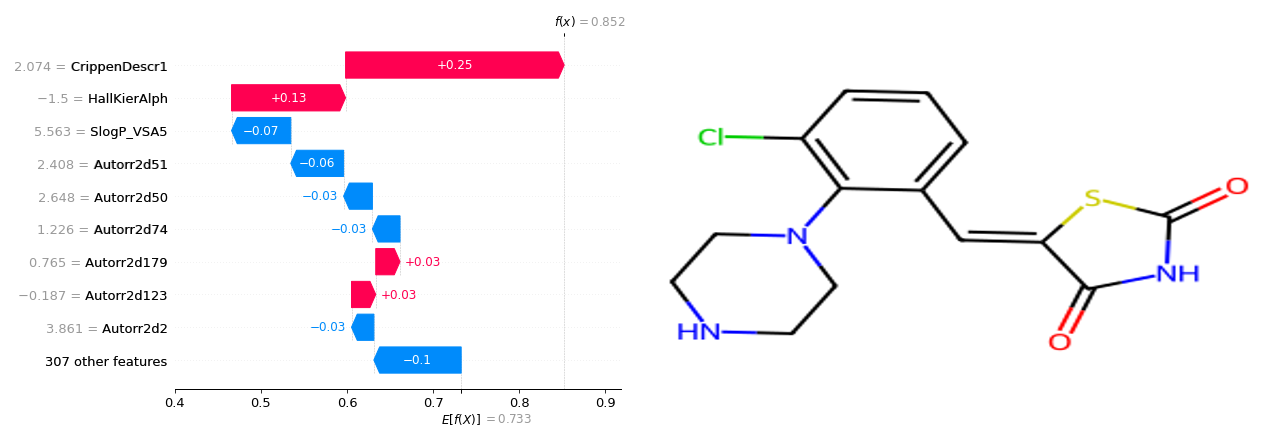 f(x) = 0.852
2.074 = CrippenDescr1
+0.25
−1.5 = HallKierAlph
+0.13
5.563 = SlogP_VSA5
−0.07
2.408 = Autorr2d51
−0.06
2.648 = Autorr2d50
−0.03
1.226 = Autorr2d74
−0.03
0.765 = Autorr2d179
+0.03
−0.187 = Autorr2d123
+0.03
3.861 = Autorr2d2
−0.03
307 other features
−0.1
0.4 0.5 0.6 0.7 0.8 0.9
E[f(X)] = 0.733
Cl
S
O
N
NH
HN
O